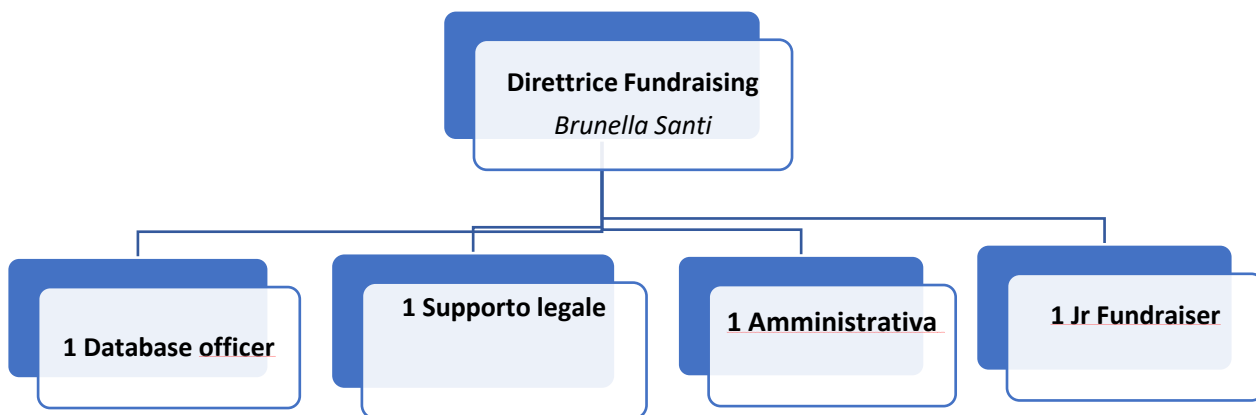 Direttrice Fundraising
Brunella Santi
1 Database officer
1 Supporto legale
1 Amministrativa
1 Jr Fundraiser